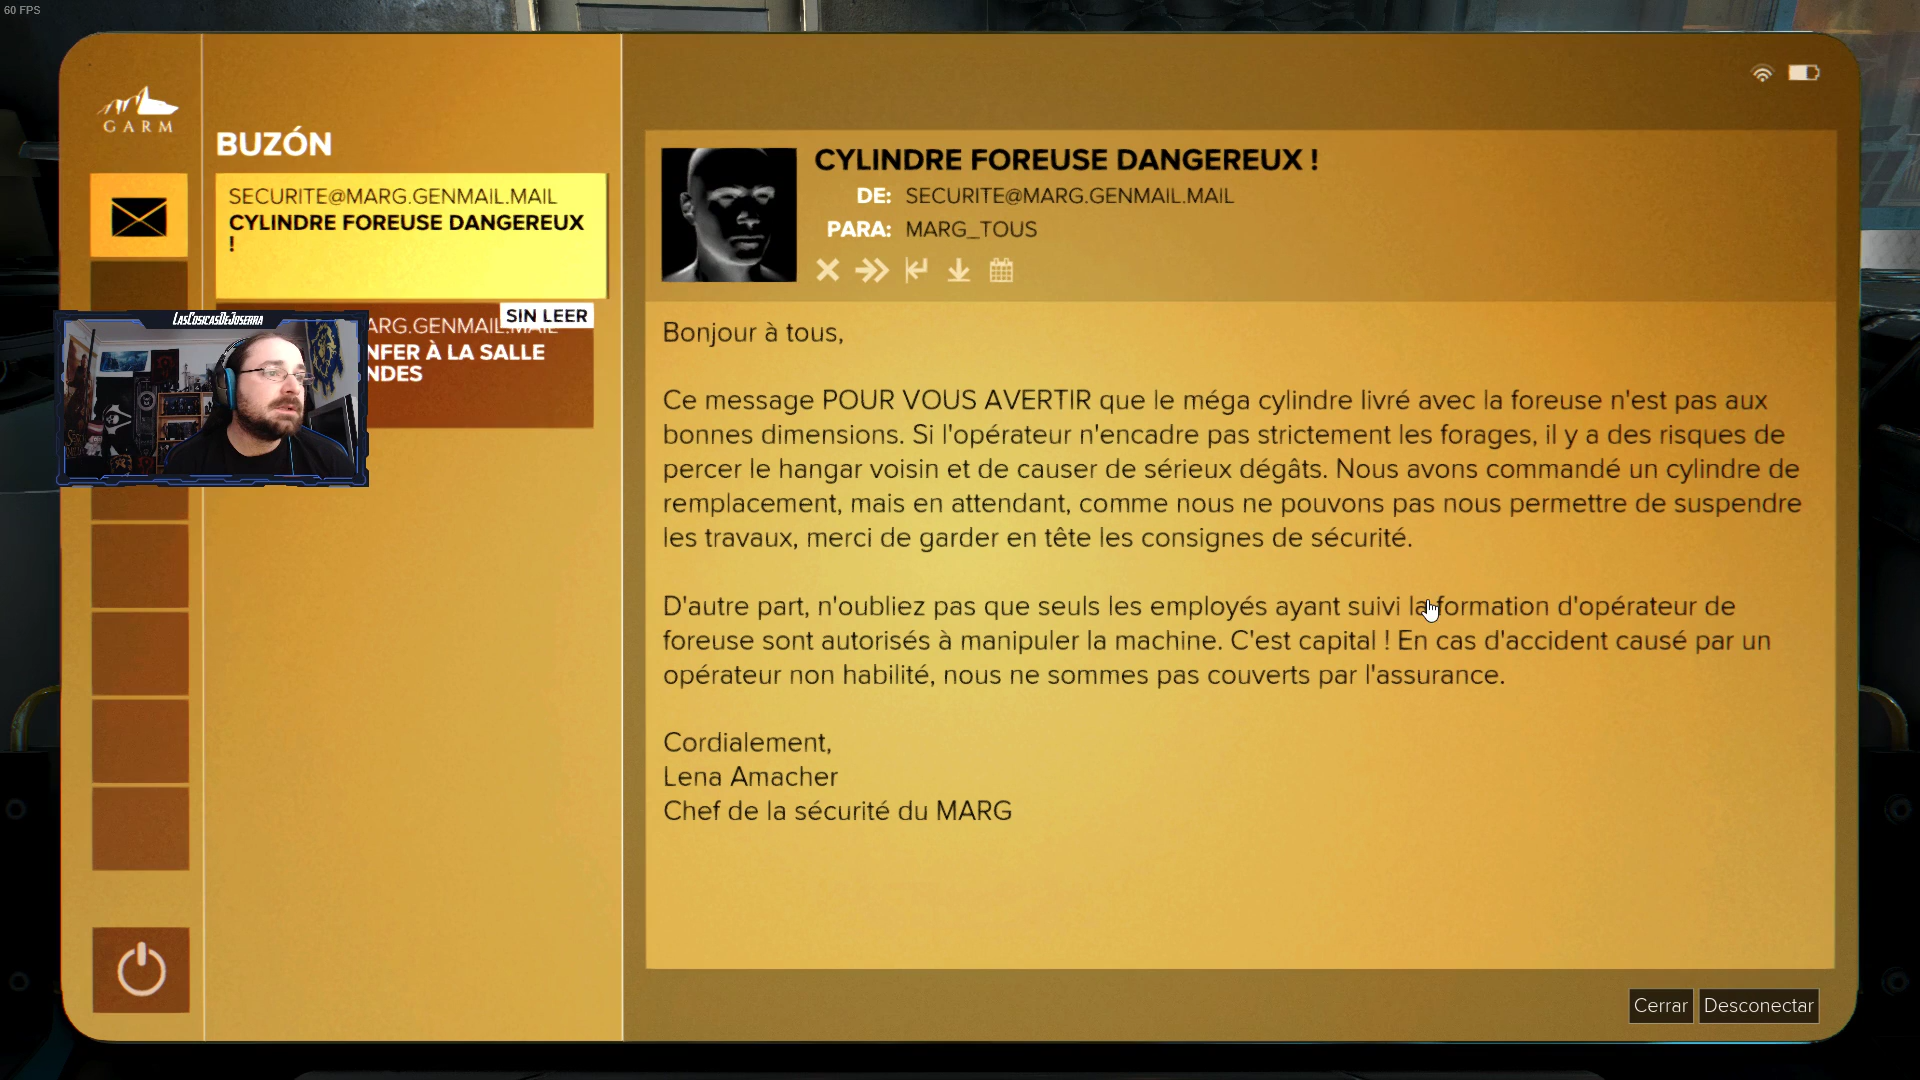 60 FPS
GARM
BUZÓN
SECURITE@MARG.GENMAIL.MAIL
CYLINDRE FOREUSE DANGEREUX
!
SIN LEER
ARG.GENMAIL.MAIL
NFER À LA SALLE
NDES
LASCOSICASDEJOSERRA
CYLINDRE FOREUSE DANGEREUX !
DE: SECURITE@MARG.GENMAIL.MAIL
PARA: MARG_TOUS
Bonjour à tous,
Ce message POUR VOUS AVERTIR que le méga cylindre livré avec la foreuse n'est pas aux
bonnes dimensions. Si l'opérateur n'encadre pas strictement les forages, il y a des risques de
percer le hangar voisin et de causer de sérieux dégâts. Nous avons commandé un cylindre de
remplacement, mais en attendant, comme nous ne pouvons pas nous permettre de suspendre
les travaux, merci de garder en tête les consignes de sécurité.
D'autre part, n'oubliez pas que seuls les employés ayant suivi la formation d'opérateur de
foreuse sont autorisés à manipuler la machine. C'est capital ! En cas d'accident causé par un
opérateur non habilité, nous ne sommes pas couverts par l'assurance.
Cordialement,
Lena Amacher
Chef de la sécurité du MARG
Cerrar Desconectar